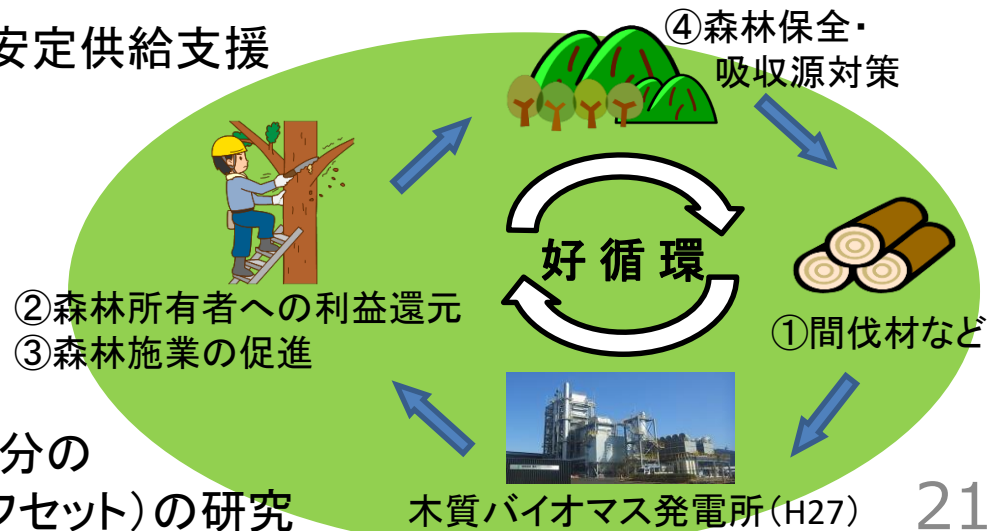 安定供給支援
④森林保全・
吸収源対策
好循環
②森林所有者への利益還元
③森林施業の促進
①間伐材など
分の
フセット)の研究
木質バイオマス発電所(H27)
21